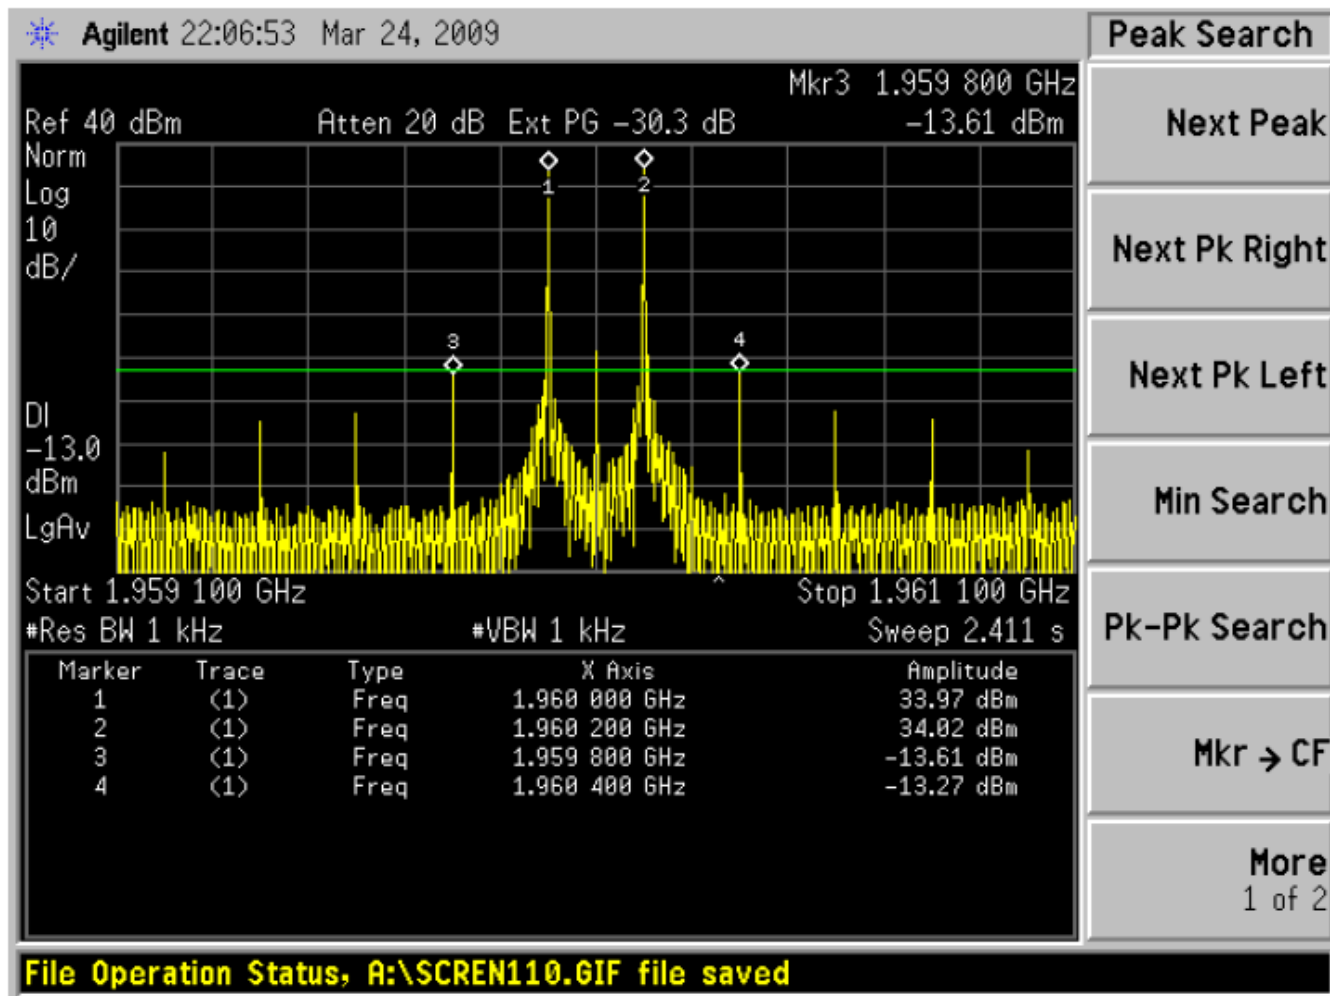 Agilent 22:06:53 Mar 24, 2009
Peak Search
Mkr3 1.959 800 GHz
Ref 40 dBm Atten 20 dB Ext PG -30.3 dB -13.61 dBm
Norm
Log
10
dB/
1
2
3
4
DI
-13.0
dBm
LgAv
Start 1.959 100 GHz Stop 1.961 100 GHz
#Res BW 1 kHz #VBW 1 kHz Sweep 2.411 s
Marker Trace Type X Axis Amplitude
1 (1) Freq 1.960 000 GHz 33.97 dBm
2 (1) Freq 1.960 200 GHz 34.02 dBm
3 (1) Freq 1.959 800 GHz -13.61 dBm
4 (1) Freq 1.960 400 GHz -13.27 dBm
Next Peak
Next Pk Right
Next Pk Left
Min Search
Pk-Pk Search
Mkr → CF
More
1 of 2
File Operation Status, A:\SCREN110.GIF file saved